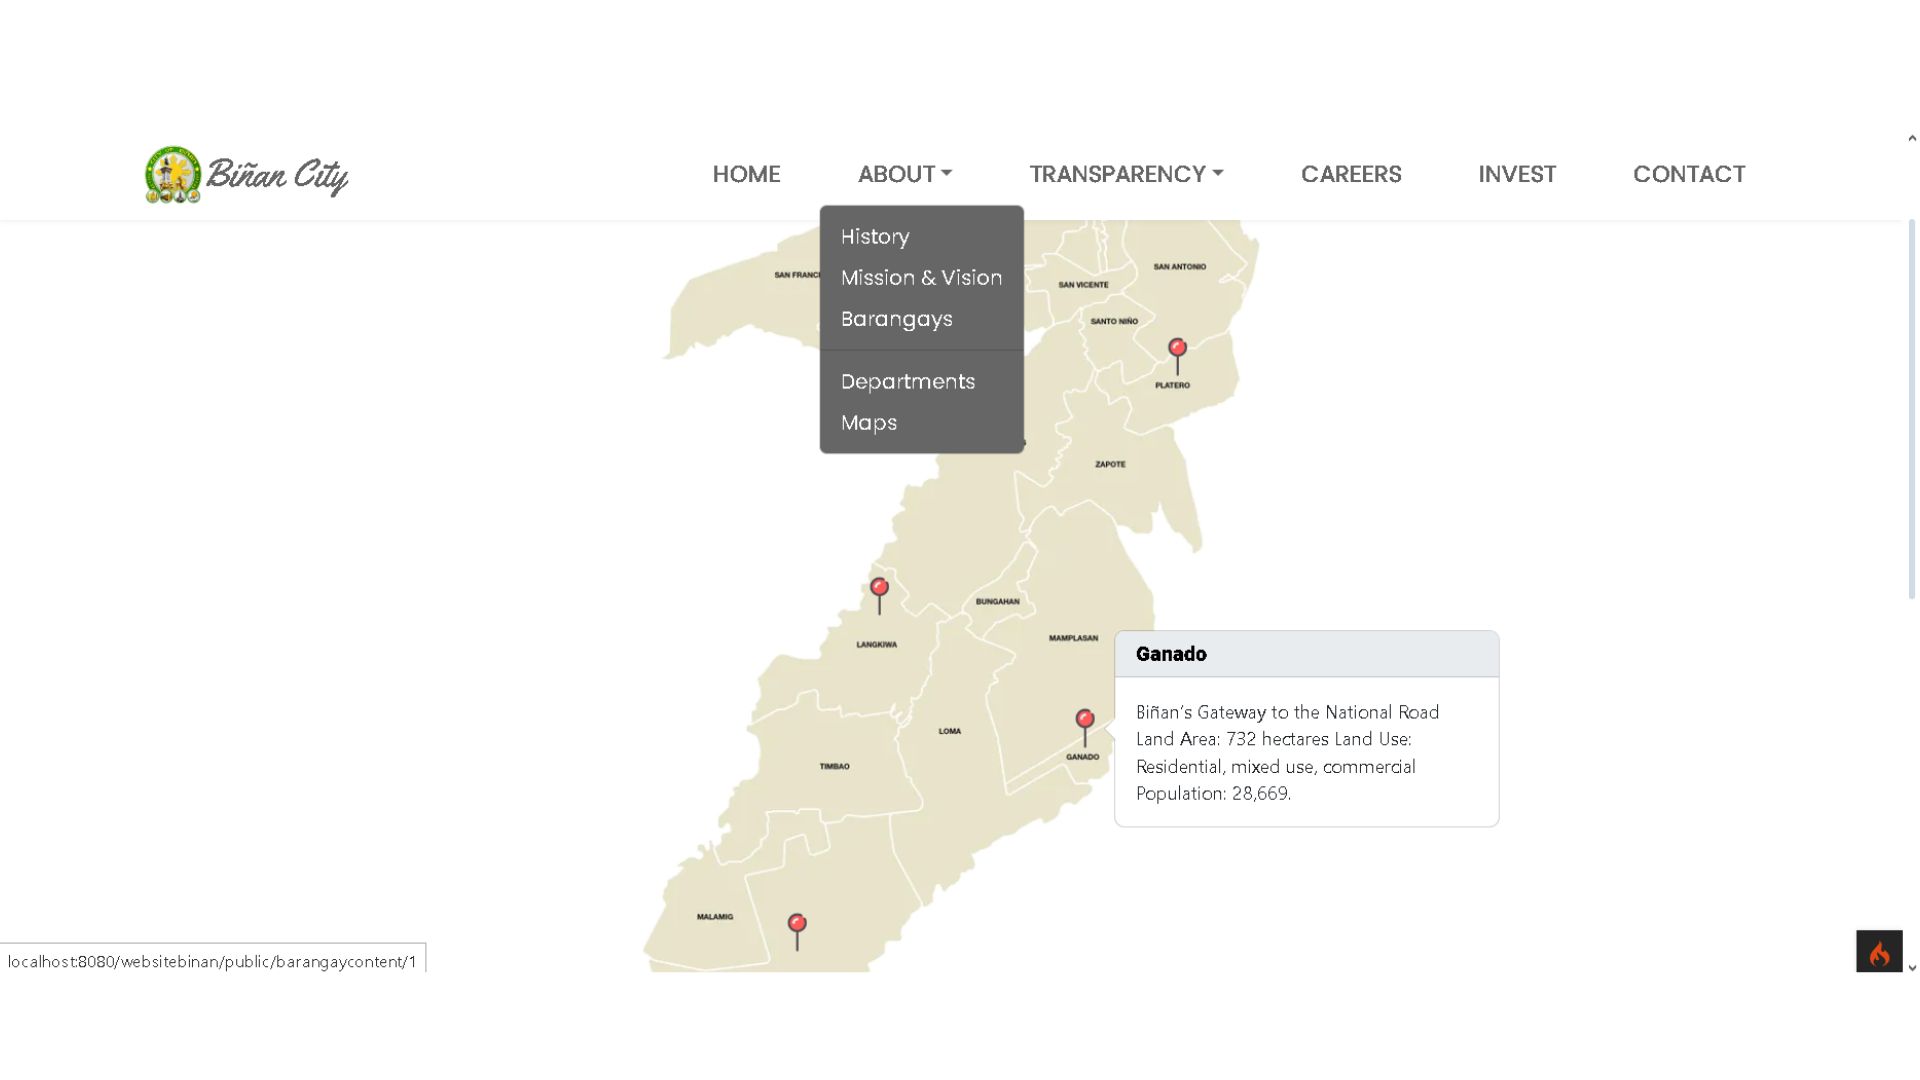 Biñan City
HOME
ABOUT
TRANSPARENCY
CAREERS
INVEST
CONTACT
History
Mission & Vision
Barangays
Departments
Maps
SAN ANTONIO
SAN VICENTE
SANTO NIÑO
PLATERO
ZAPOTE
BUNGAHAN
MAMPLASAN
LANGKIWA
LOMA
GANADO
TIMBAO
MALAMIG
Ganado
Biñan's Gateway to the National Road
Land Area: 732 hectares Land Use:
Residential, mixed use, commercial
Population: 28,669.
localhost:8080/websitebinan/public/barangaycontent/1